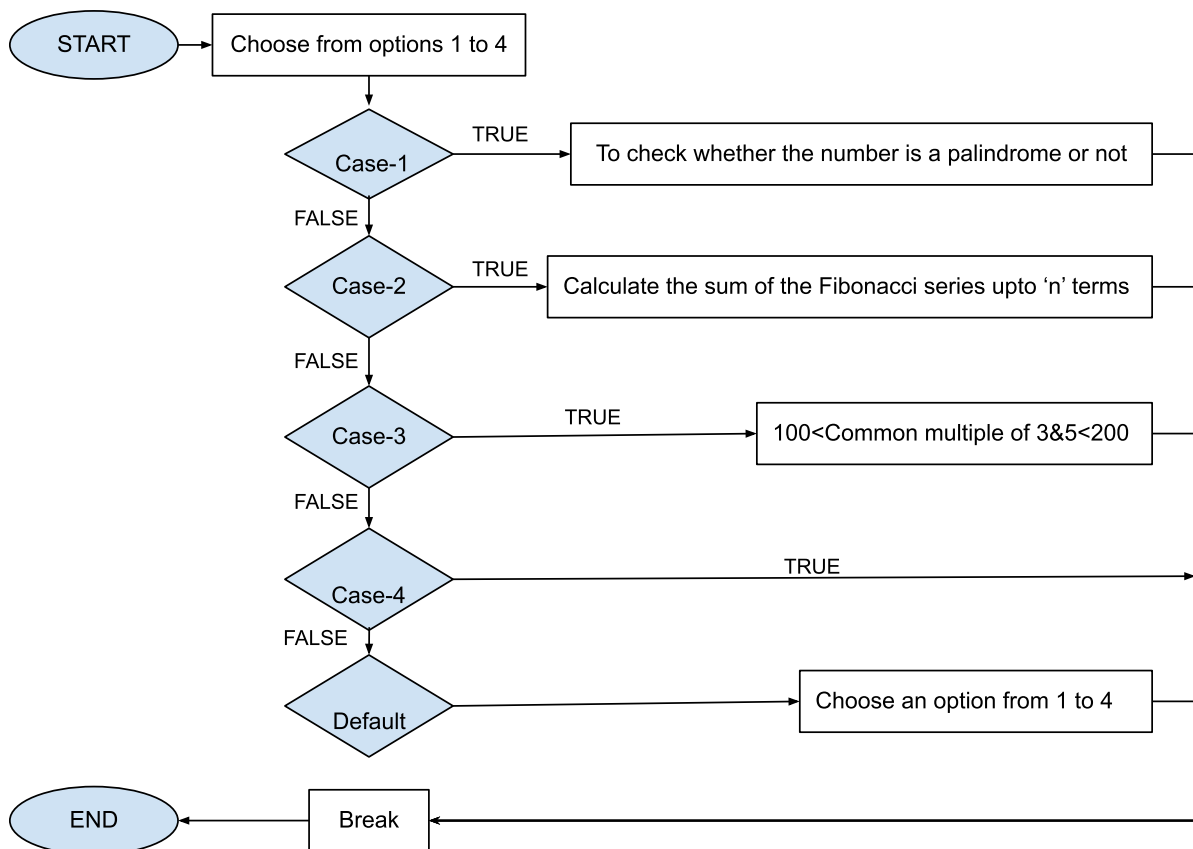 START
Choose from options 1 to 4
Case-1
TRUE
To check whether the number is a palindrome or not
FALSE
Case-2
TRUE
Calculate the sum of the Fibonacci series upto ‘n’ terms
FALSE
Case-3
TRUE
100<Common multiple of 3&5<200
FALSE
Case-4
TRUE
FALSE
Default
Choose an option from 1 to 4
END
Break